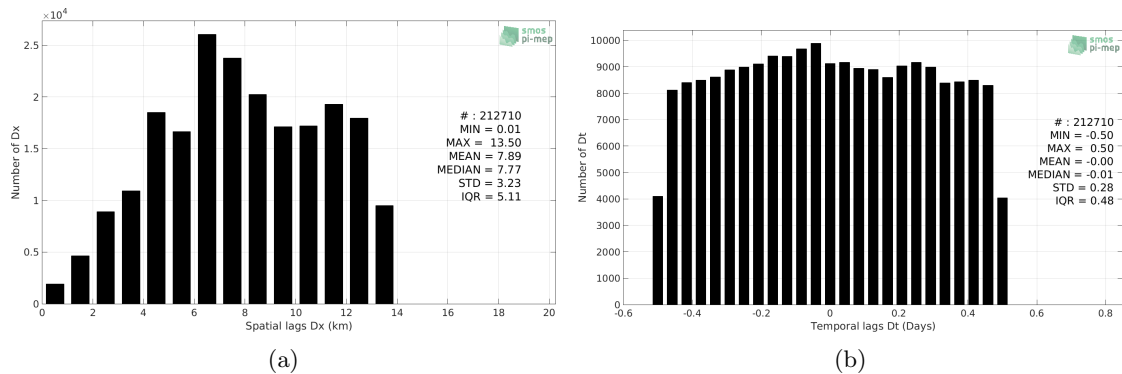 ×10⁴
2.5
2
1.5
1
0.5
0
0 2 4 6 8 10 12 14 16 18 20
Number of Dx
Spatial lags Dx (km)
smos
pi-mep
# : 212710
MIN = 0.01
MAX = 13.50
MEAN = 7.89
MEDIAN = 7.77
STD = 3.23
IQR = 5.11
(a)
10000
9000
8000
7000
6000
5000
4000
3000
2000
1000
0
-0.6 -0.4 -0.2 0 0.2 0.4 0.6 0.8
Number of Dt
Temporal lags Dt (Days)
smos
pi-mep
# : 212710
MIN = -0.50
MAX = 0.50
MEAN = -0.00
MEDIAN = -0.01
STD = 0.28
IQR = 0.48
(b)